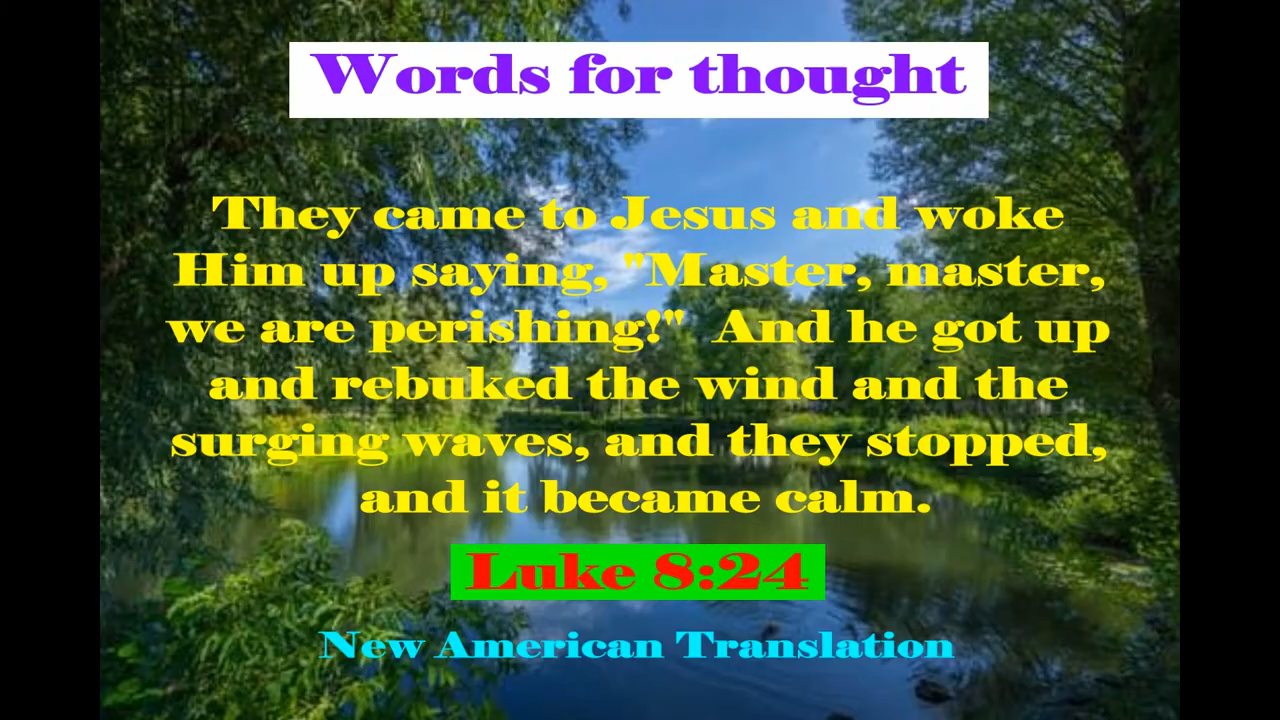 Words for thought
They came to Jesus and woke
Him up saying, "Master, master,
we are perishing!"  And he got up
and rebuked the wind and the
surging waves, and they stopped,
and it became calm.
Luke 8:24
New American Translation